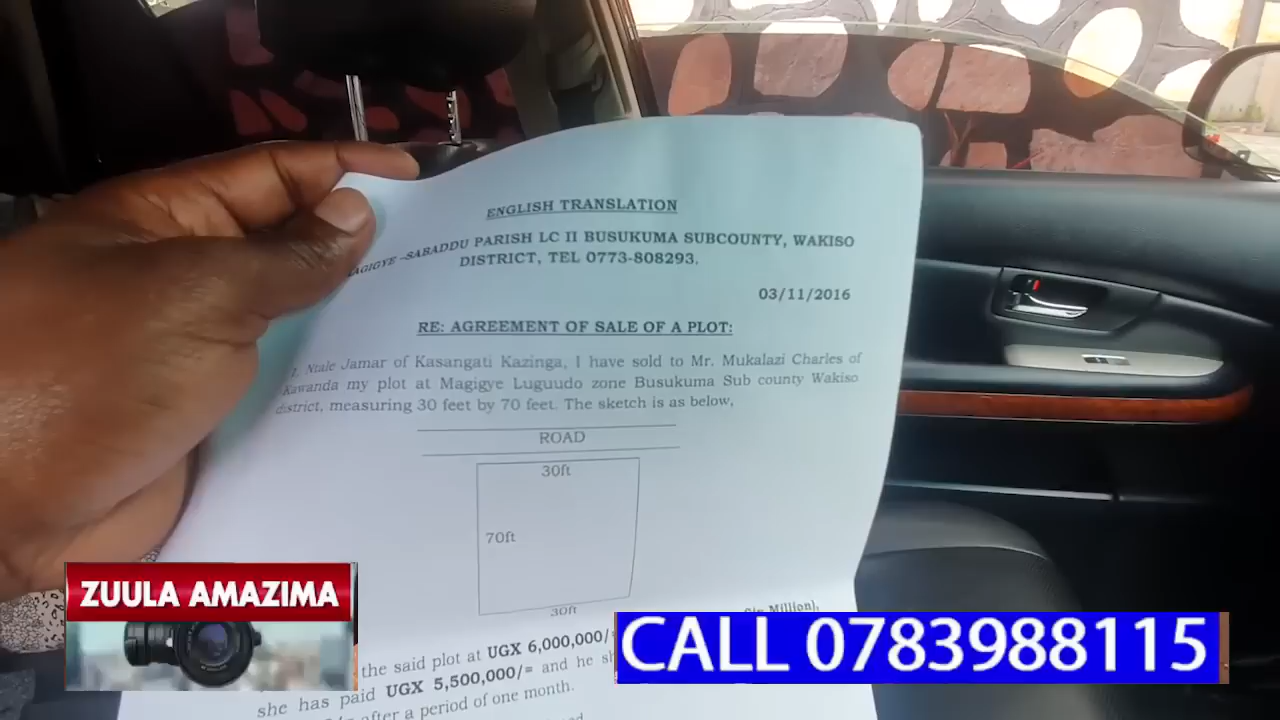 ENGLISH TRANSLATION
MAGIGYE –SABADDU PARISH LC II BUSUKUMA SUBCOUNTY, WAKISO
DISTRICT, TEL 0773-808293.
03/11/2016
RE: AGREEMENT OF SALE OF A PLOT:
I, Ntale Jamar of Kasangati Kazinga, I have sold to Mr. Mukalazi Charles of
Kawanda my plot at Magigye Luguudo zone Busukuma Sub county Wakiso
district, measuring 30 feet by 70 feet. The sketch is as below,
ROAD
30ft
70ft
30ft
Million),
the said plot at UGX 6,000,000/=
she has paid UGX 5,500,000/= and he
after a period of one month.
ZUULA AMAZIMA
CALL 0783988115